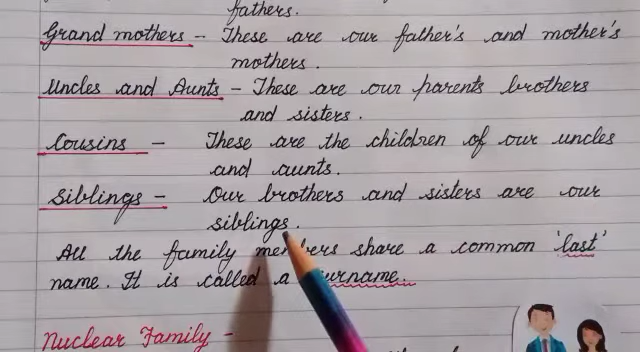 fathers.
Grand mothers - These are our father's and mother's
mothers.
Uncles and Aunts - These are our parents brothers
and sisters.
Cousins - These are the children of our uncles
and aunts.
Siblings - Our brothers and sisters are our
siblings.
All the family members share a common 'last'
name. It is called a surname.
Nuclear Family -